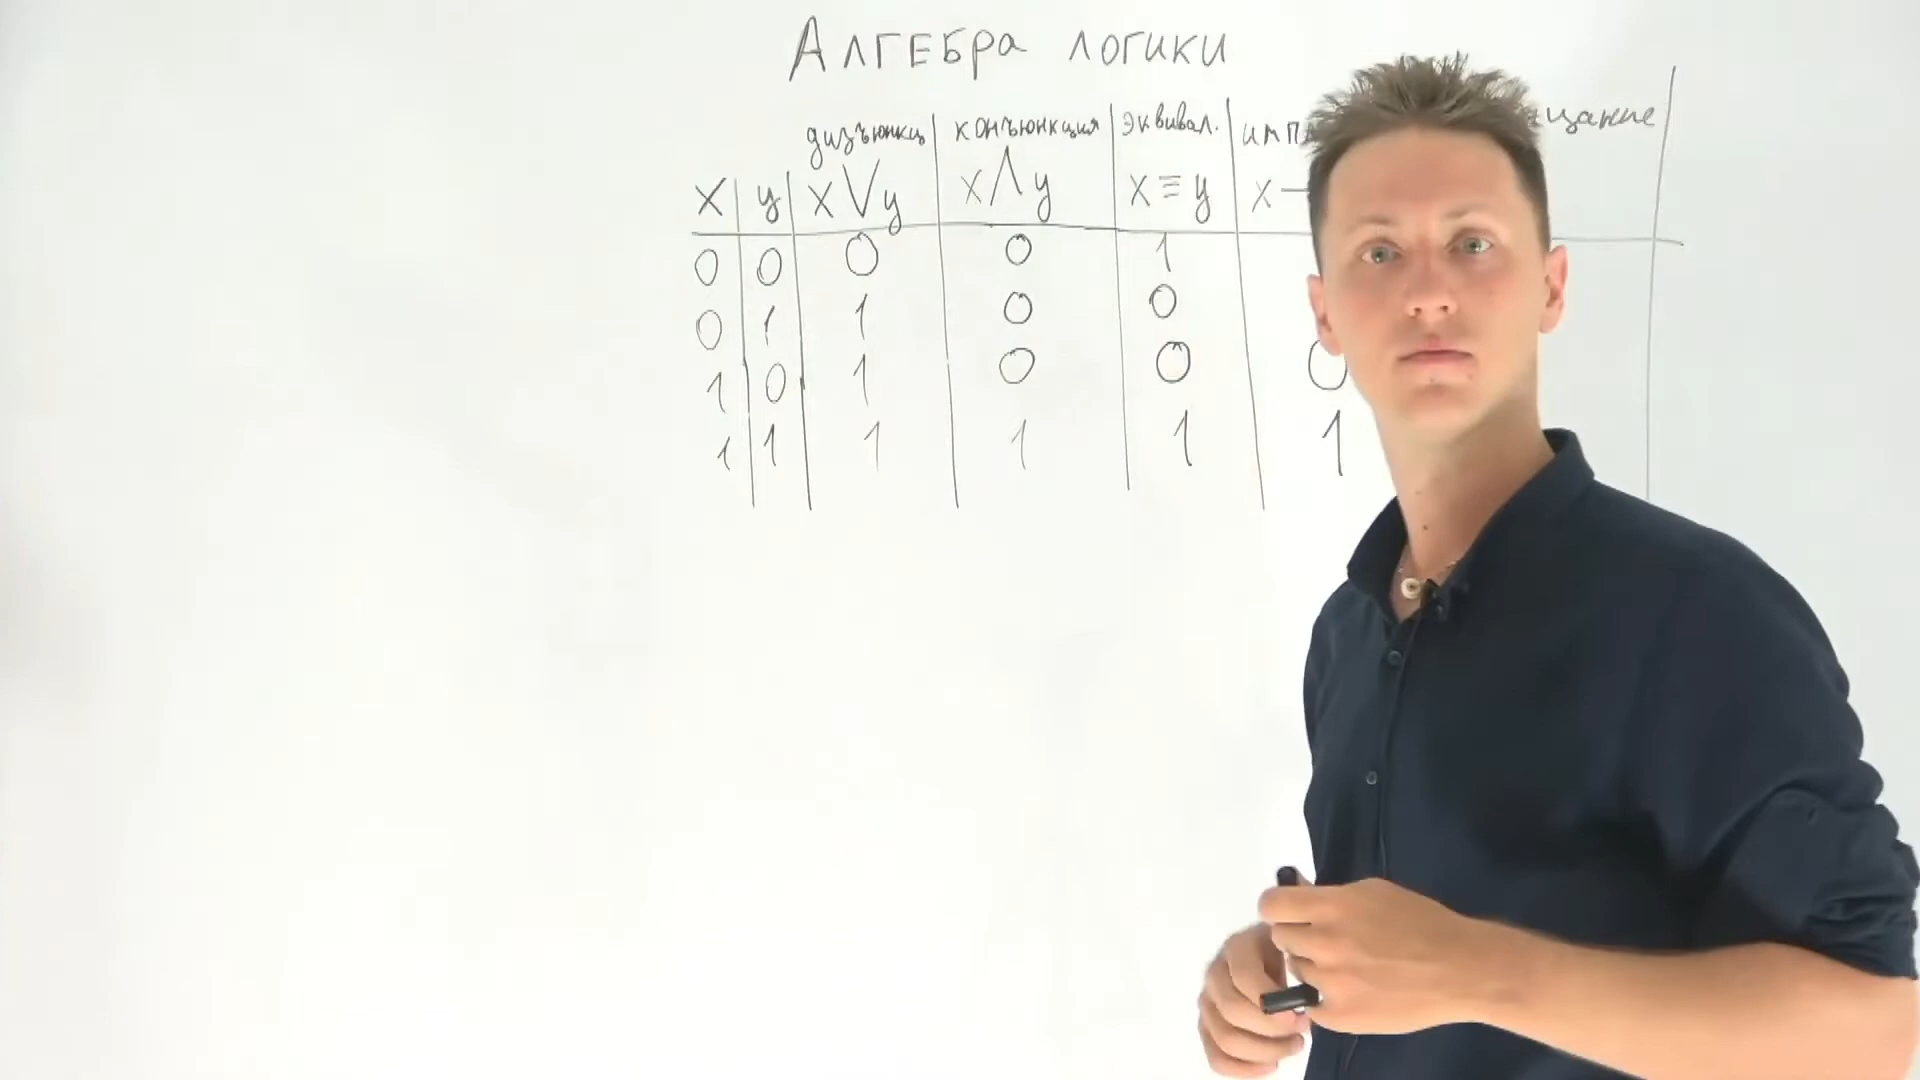 Алгебра логики
дизъюнкц конъюнкция эквивал.
x y x V y x Λ y x ≡ y x
0 0 0 0 1
0 1 1 0 0
1 0 1 0 0 0
1 1 1 1 1 1